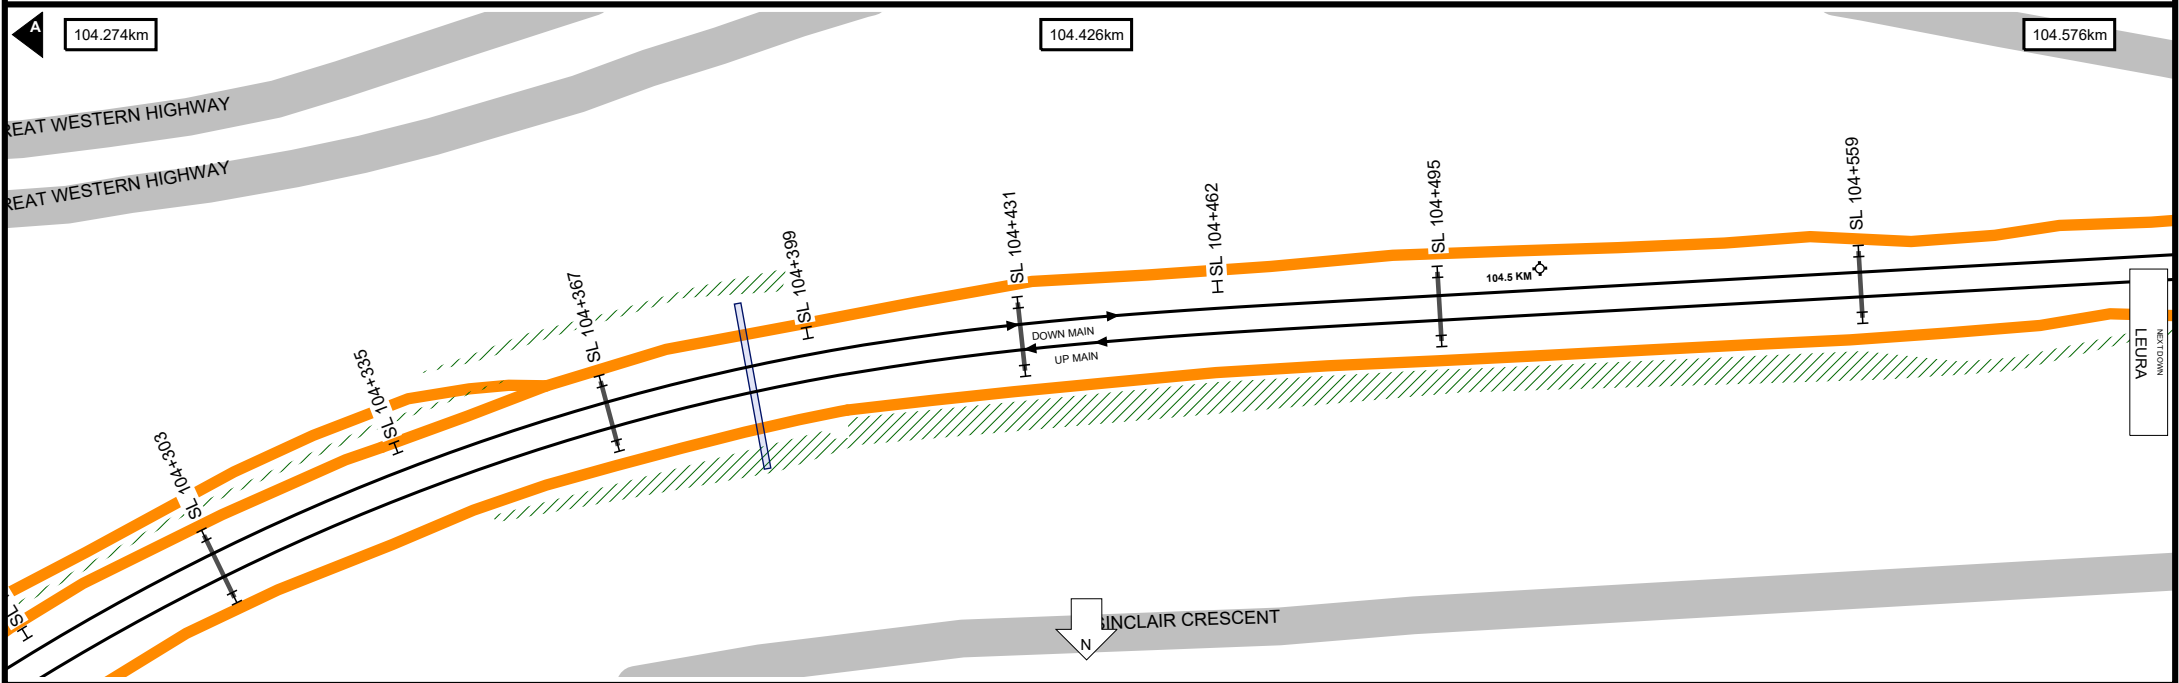 A
104.274km
104.426km
104.576km
REAT WESTERN HIGHWAY
REAT WESTERN HIGHWAY
SL
SL 104+303
SL 104+335
SL 104+367
SL 104+399
SL 104+431
SL 104+462
SL 104+495
SL 104+559
104.5 KM
DOWN MAIN
UP MAIN
NEXT DOWN
LEURA
SINCLAIR CRESCENT
N